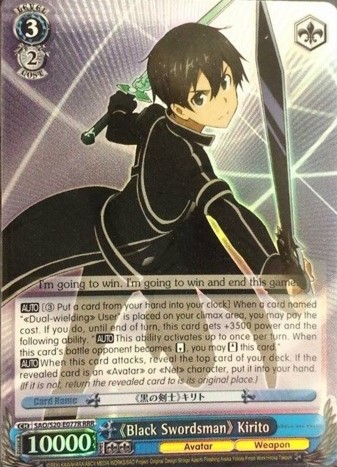 LEVEL
3
2
COST
I'm going to win. I'm going to win and end this game.
AUTO [③ Put a card from your hand into your clock] When a card named
"«Dual-wielding» User" is placed on your climax area, you may pay the
cost. If you do, until end of turn, this card gets +3500 power and the
following ability. "AUTO This ability activates up to once per turn. When
this card's battle opponent becomes [
], you may [
] this card."
AUTO When this card attacks, reveal the top card of your deck. If the
revealed card is an «Avatar» or «Net» character, put it into your hand.
(If it is not, return the revealed card to its original place.)
Card Name
《黒の剣士》キリト
SAO/S20-E077R RRR
10000
《Black Swordsman》 Kirito
Avatar
Weapon